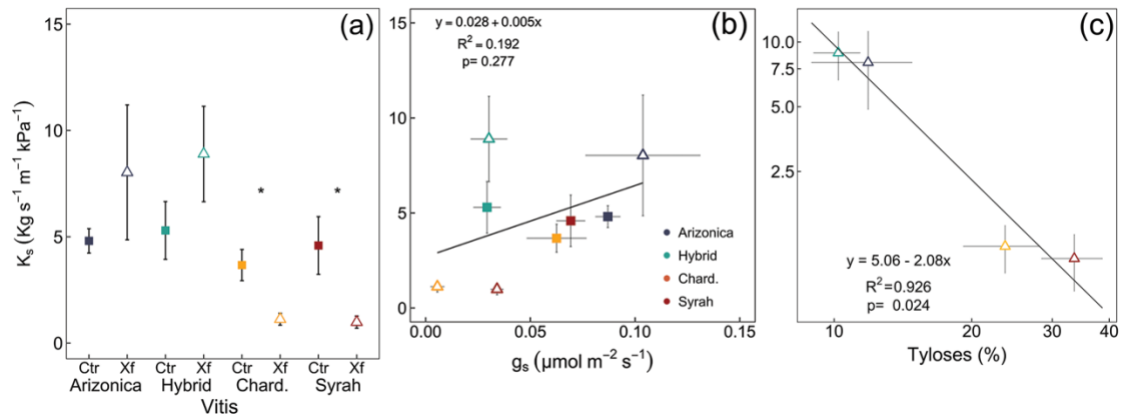 (a)
15
10
5
0
Ks (Kg s−1 m−1 kPa−1)
Ctr Xf Ctr Xf Ctr Xf Ctr Xf
Arizonica Hybrid Chard. Syrah
Vitis
(b)
y = 0.028 + 0.005x
R2 = 0.192
p= 0.277
15
10
5
0
Arizonica
Hybrid
Chard.
Syrah
0.00 0.05 0.10 0.15
gs (μmol m−2 s−1)
(c)
10.0
7.5
5.0
2.5
y = 5.06 - 2.08x
R2=0.926
p= 0.024
* *
10 20 30 40
Tyloses (%)